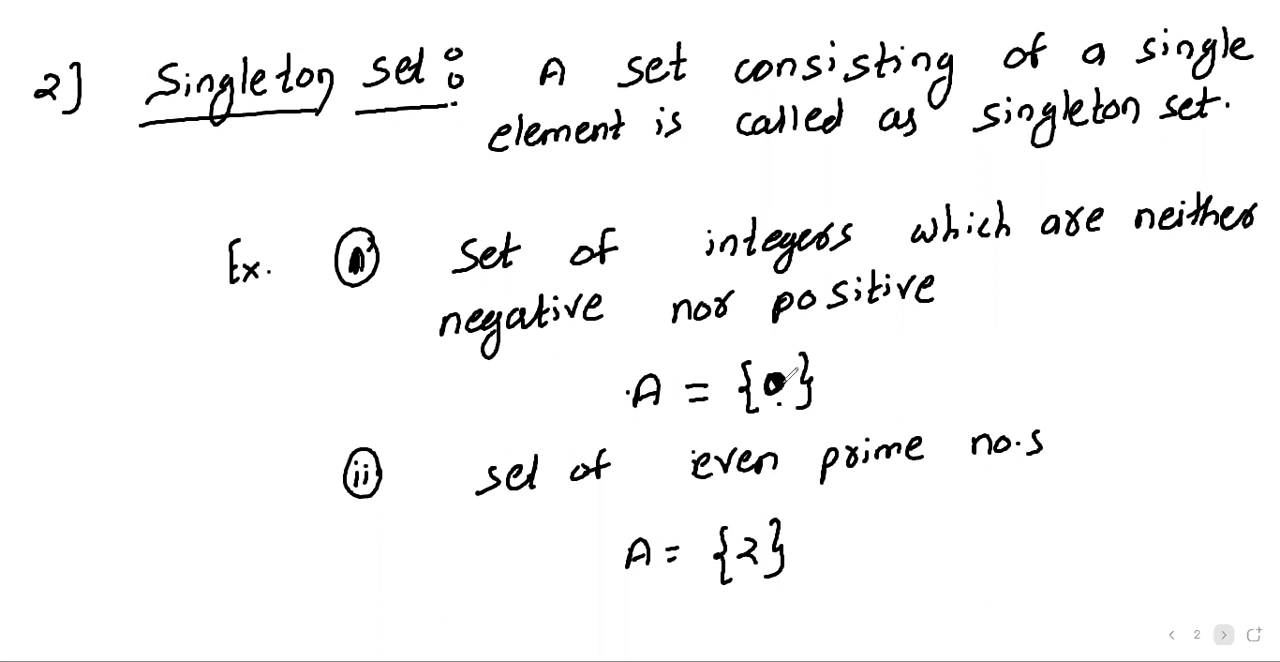 2] Singleton set : A set consisting of a single
element is called as singleton set.
Ex. set of integers which are neither
negative nor positive
A = {0}
(ii) set of even prime no.s
A = {2}
2